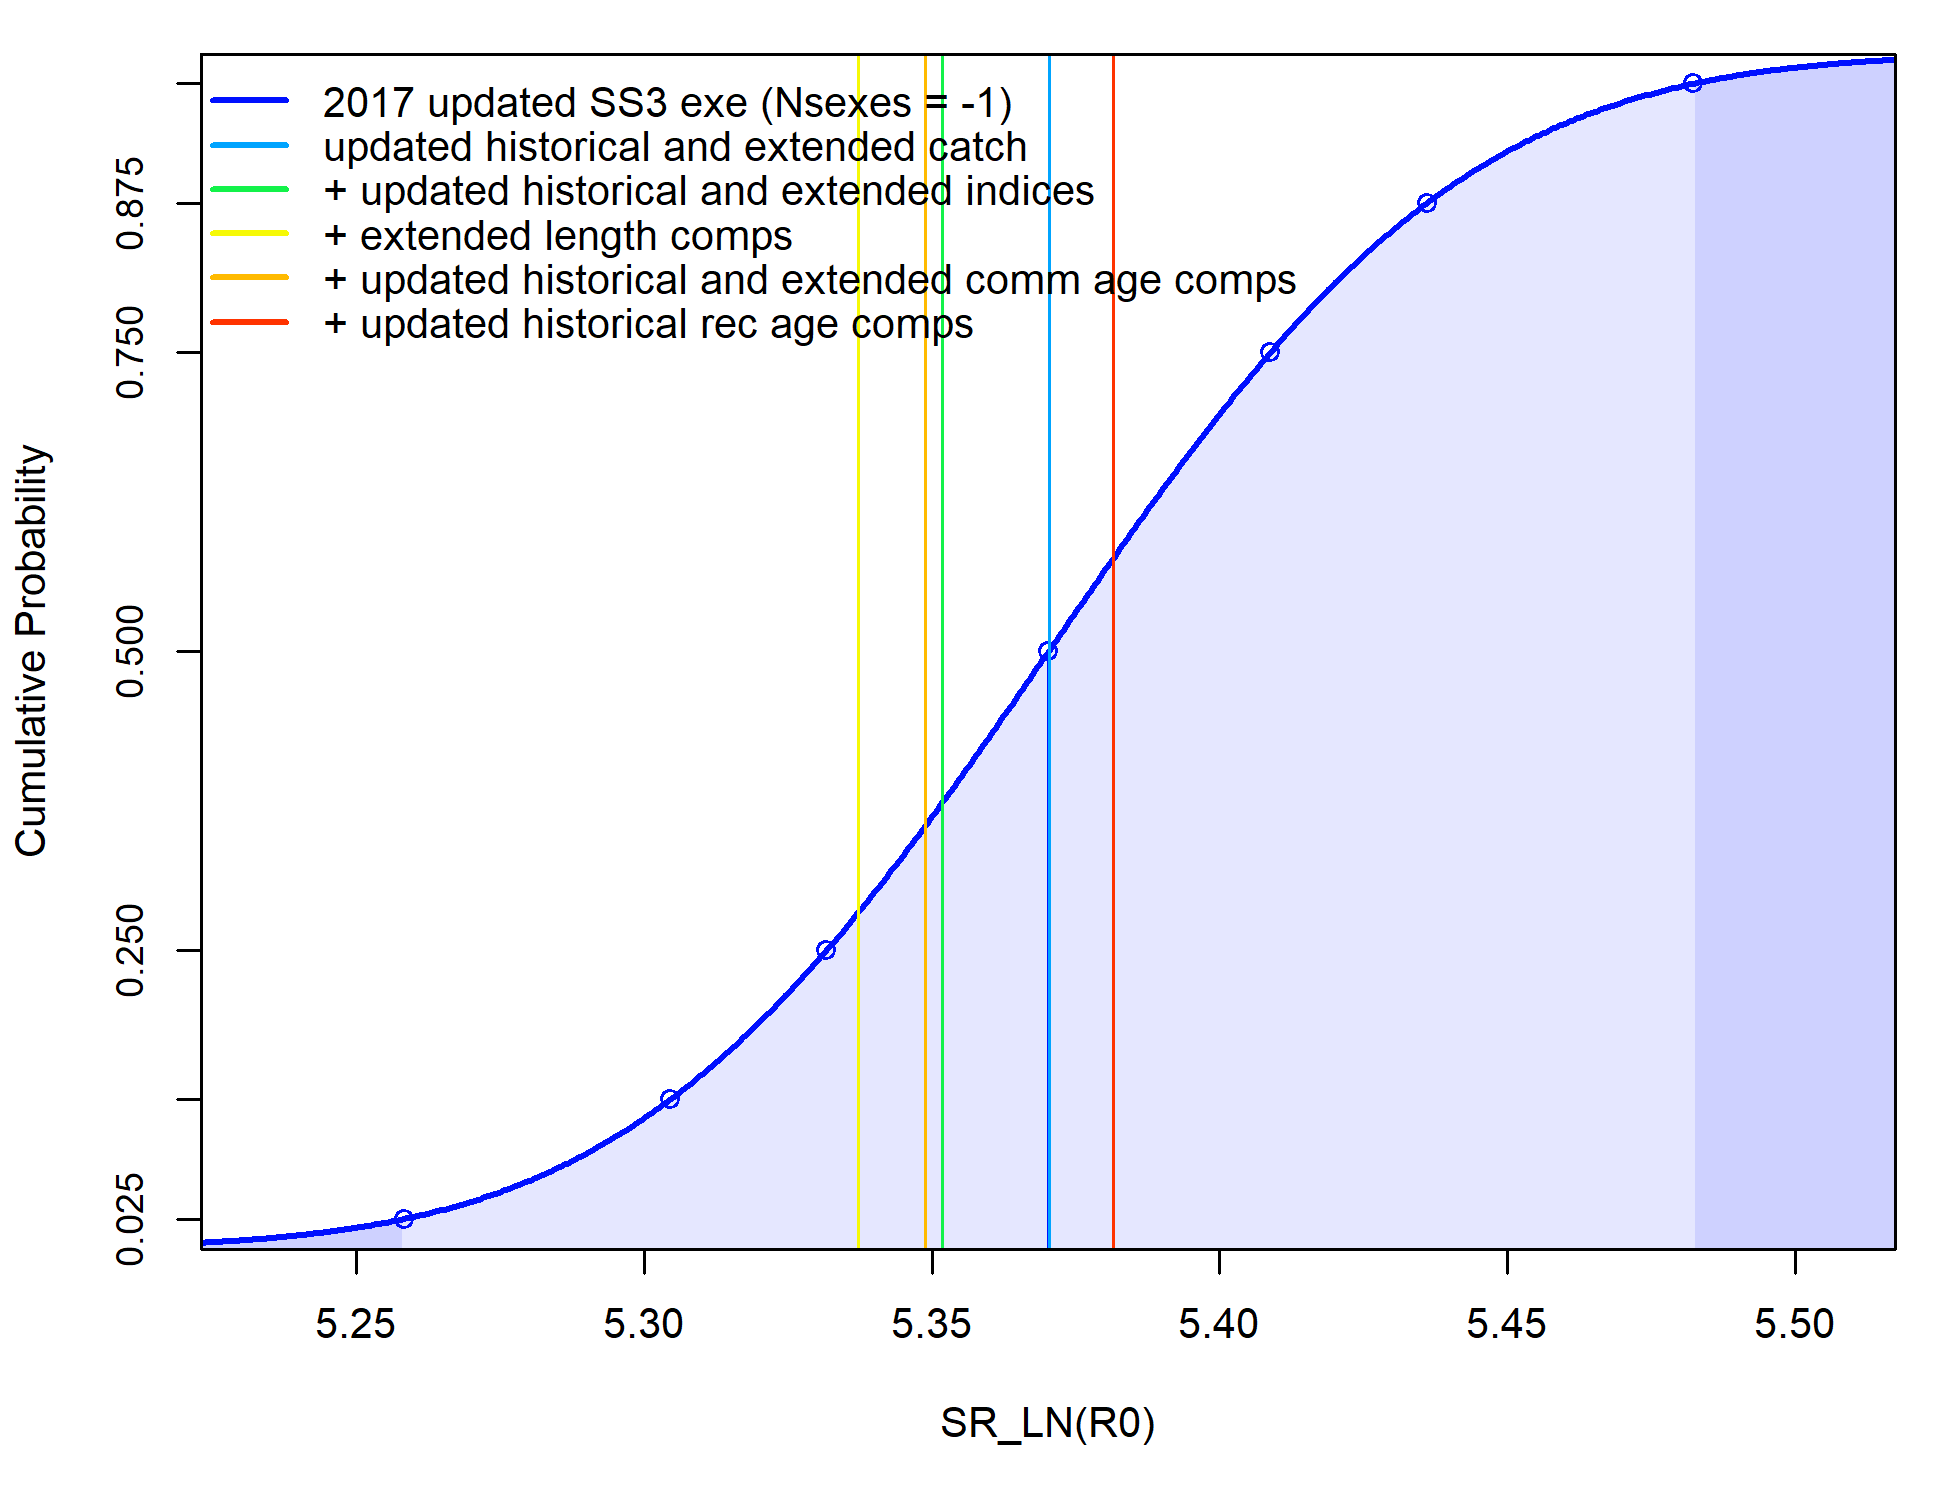 2017 updated SS3 exe (Nsexes = -1)
updated historical and extended catch
+ updated historical and extended indices
+ extended length comps
+ updated historical and extended comm age comps
+ updated historical rec age comps
Cumulative Probability
0.875
0.750
0.500
0.250
0.025
5.25 5.30 5.35 5.40 5.45 5.50
SR_LN(R0)